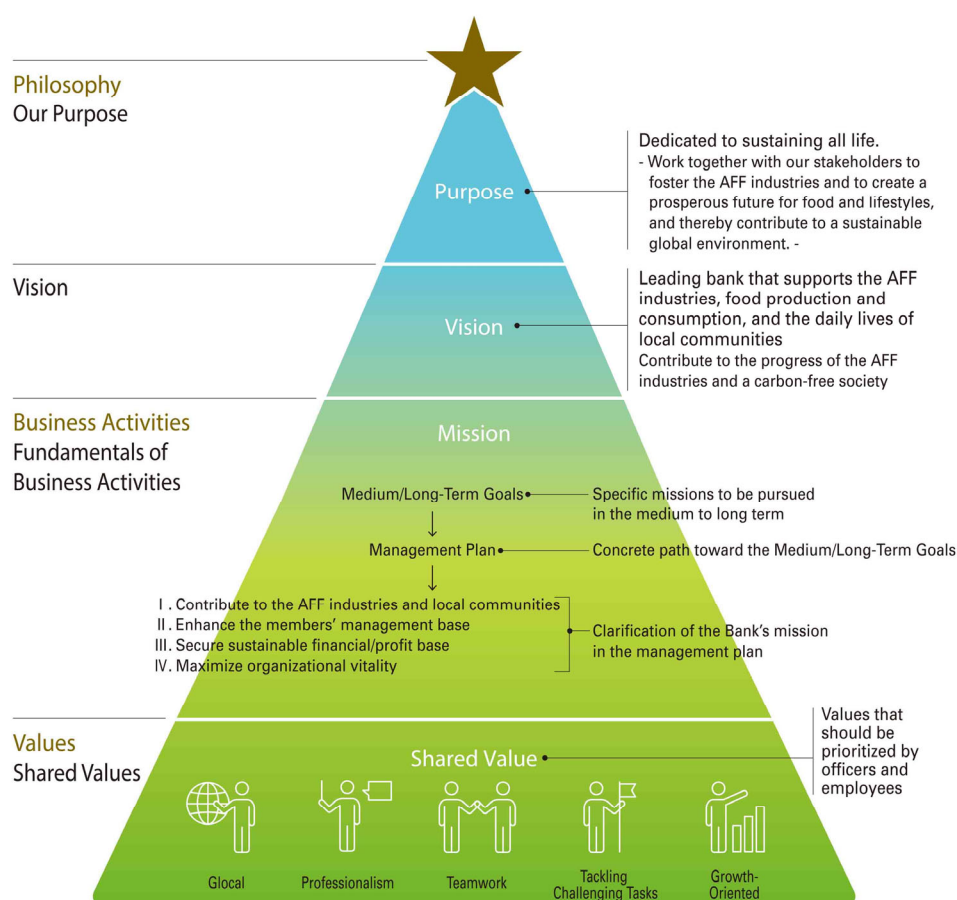 Philosophy
Our Purpose
Purpose
Dedicated to sustaining all life.
- Work together with our stakeholders to
foster the AFF industries and to create a
prosperous future for food and lifestyles,
and thereby contribute to a sustainable
global environment. -
Vision
Vision
Leading bank that supports the AFF
industries, food production and
consumption, and the daily lives of
local communities
Contribute to the progress of the AFF
industries and a carbon-free society
Business Activities
Fundamentals of
Business Activities
Mission
Medium/Long-Term Goals
Specific missions to be pursued
in the medium to long term
Management Plan
Concrete path toward the Medium/Long-Term Goals
I. Contribute to the AFF industries and local communities
II. Enhance the members' management base
III. Secure sustainable financial/profit base
IV. Maximize organizational vitality
Clarification of the Bank's mission
in the management plan
Values
Shared Values
Shared Value
Values that
should be
prioritized by
officers and
employees
Glocal
Professionalism
Teamwork
Tackling
Challenging Tasks
Growth-
Oriented